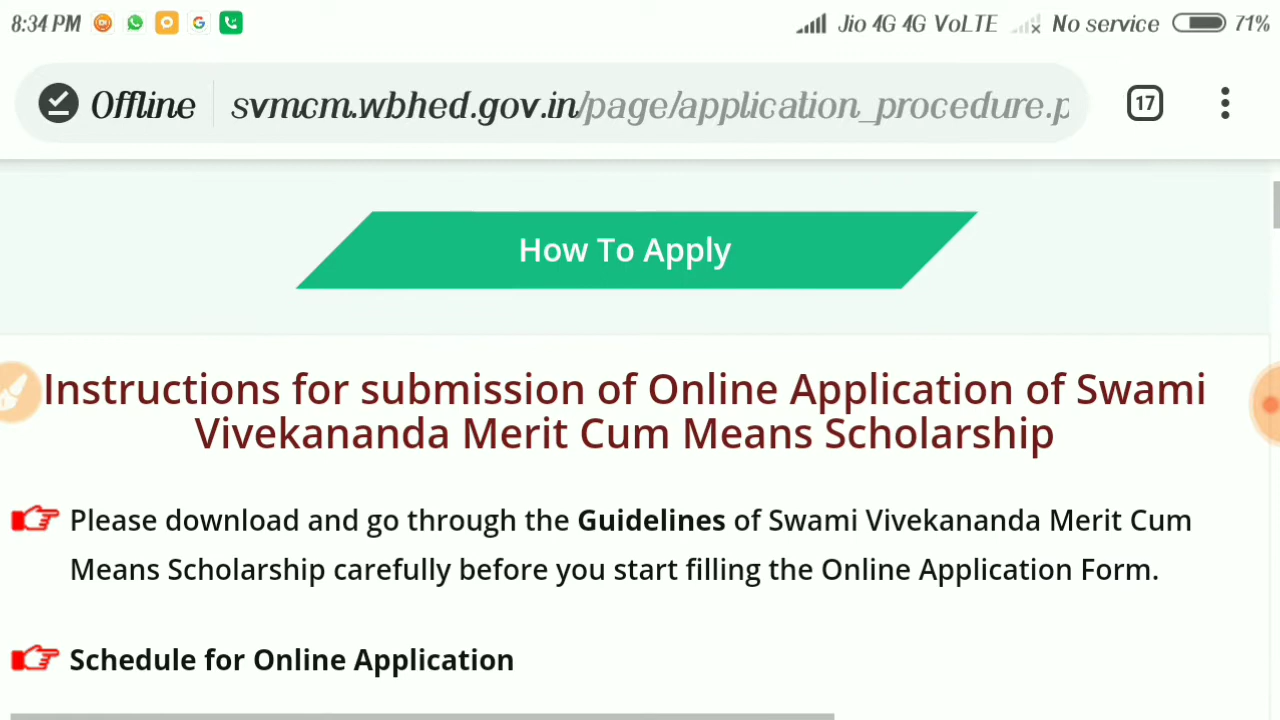 8:34 PM Jio 4G 4G VoLTE No service 71%
Offline svmcm.wbhed.gov.in/page/application_procedure.p 17
How To Apply
Instructions for submission of Online Application of Swami
Vivekananda Merit Cum Means Scholarship
Please download and go through the Guidelines of Swami Vivekananda Merit Cum
Means Scholarship carefully before you start filling the Online Application Form.
Schedule for Online Application